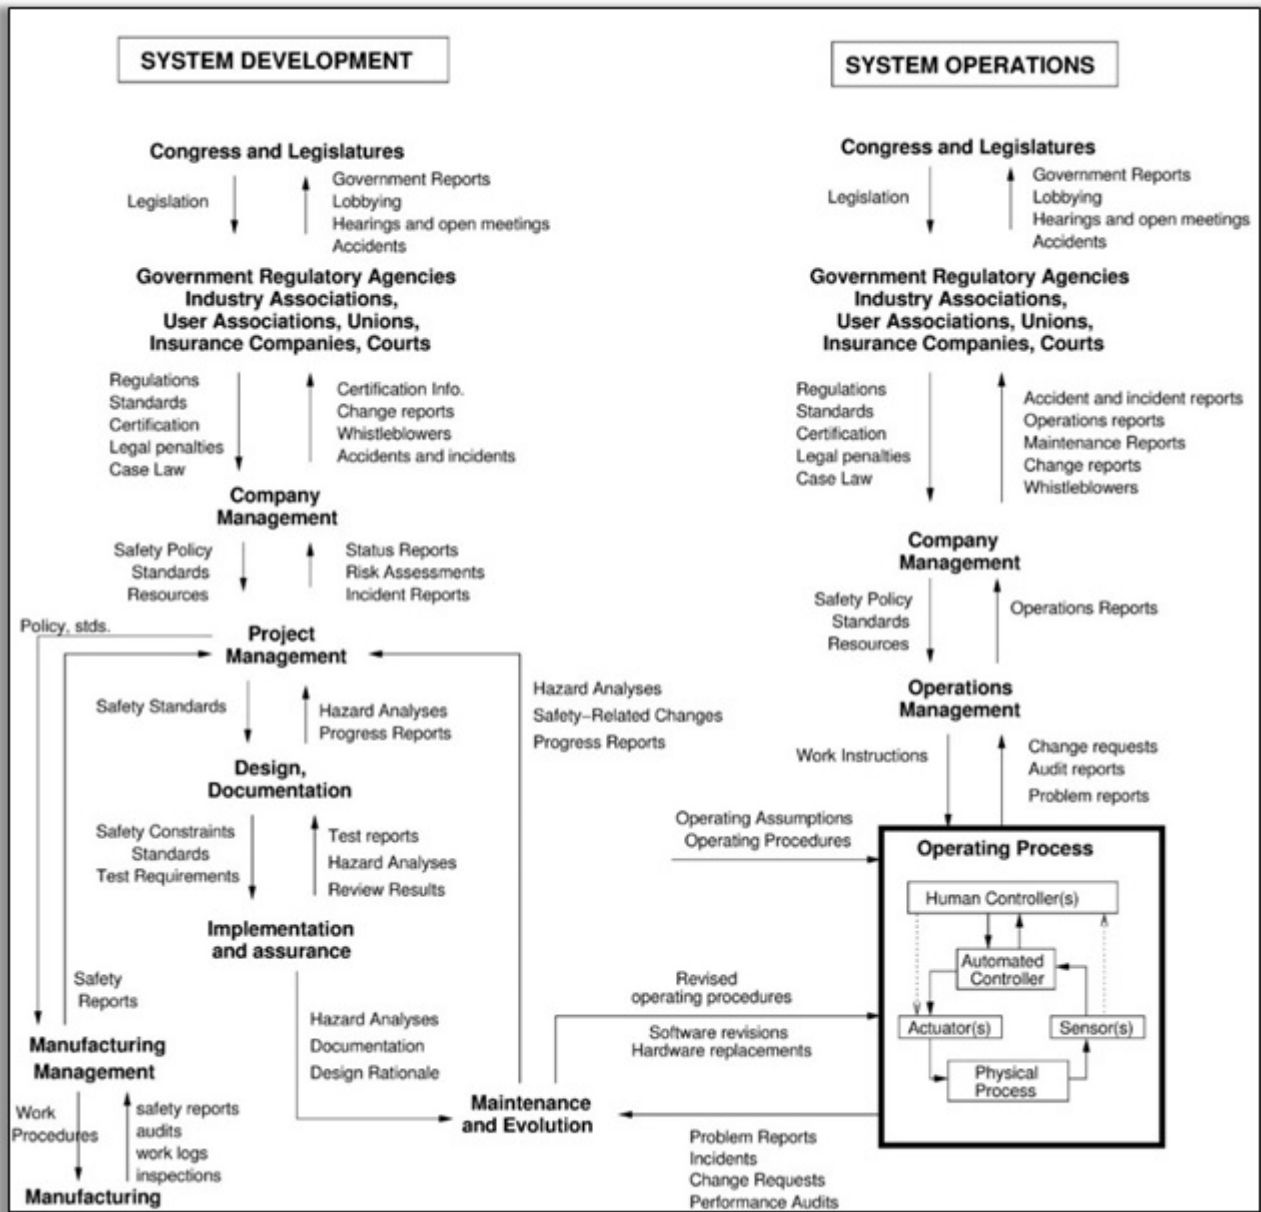 SYSTEM DEVELOPMENT
Congress and Legislatures
Legislation
Government Reports
Lobbying
Hearings and open meetings
Accidents
Government Regulatory Agencies
Industry Associations,
User Associations, Unions,
Insurance Companies, Courts
Regulations
Standards
Certification
Legal penalties
Case Law
Certification Info.
Change reports
Whistleblowers
Accidents and incidents
Company
Management
Safety Policy
Standards
Resources
Status Reports
Risk Assessments
Incident Reports
Policy, stds.
Project
Management
Safety Standards
Hazard Analyses
Progress Reports
Hazard Analyses
Safety-Related Changes
Progress Reports
Design,
Documentation
Safety Constraints
Standards
Test Requirements
Test reports
Hazard Analyses
Review Results
Implementation
and assurance
Safety
Reports
Hazard Analyses
Documentation
Design Rationale
Manufacturing
Management
Work
Procedures
safety reports
audits
work logs
inspections
Manufacturing
Maintenance
and Evolution
SYSTEM OPERATIONS
Congress and Legislatures
Legislation
Government Reports
Lobbying
Hearings and open meetings
Accidents
Government Regulatory Agencies
Industry Associations,
User Associations, Unions,
Insurance Companies, Courts
Regulations
Standards
Certification
Legal penalties
Case Law
Accident and incident reports
Operations reports
Maintenance Reports
Change reports
Whistleblowers
Company
Management
Safety Policy
Standards
Resources
Operations Reports
Operations
Management
Work Instructions
Change requests
Audit reports
Problem reports
Operating Assumptions
Operating Procedures
Operating Process
Human Controller(s)
Automated
Controller
Actuator(s)
Sensor(s)
Physical
Process
Revised
operating procedures
Software revisions
Hardware replacements
Problem Reports
Incidents
Change Requests
Performance Audits